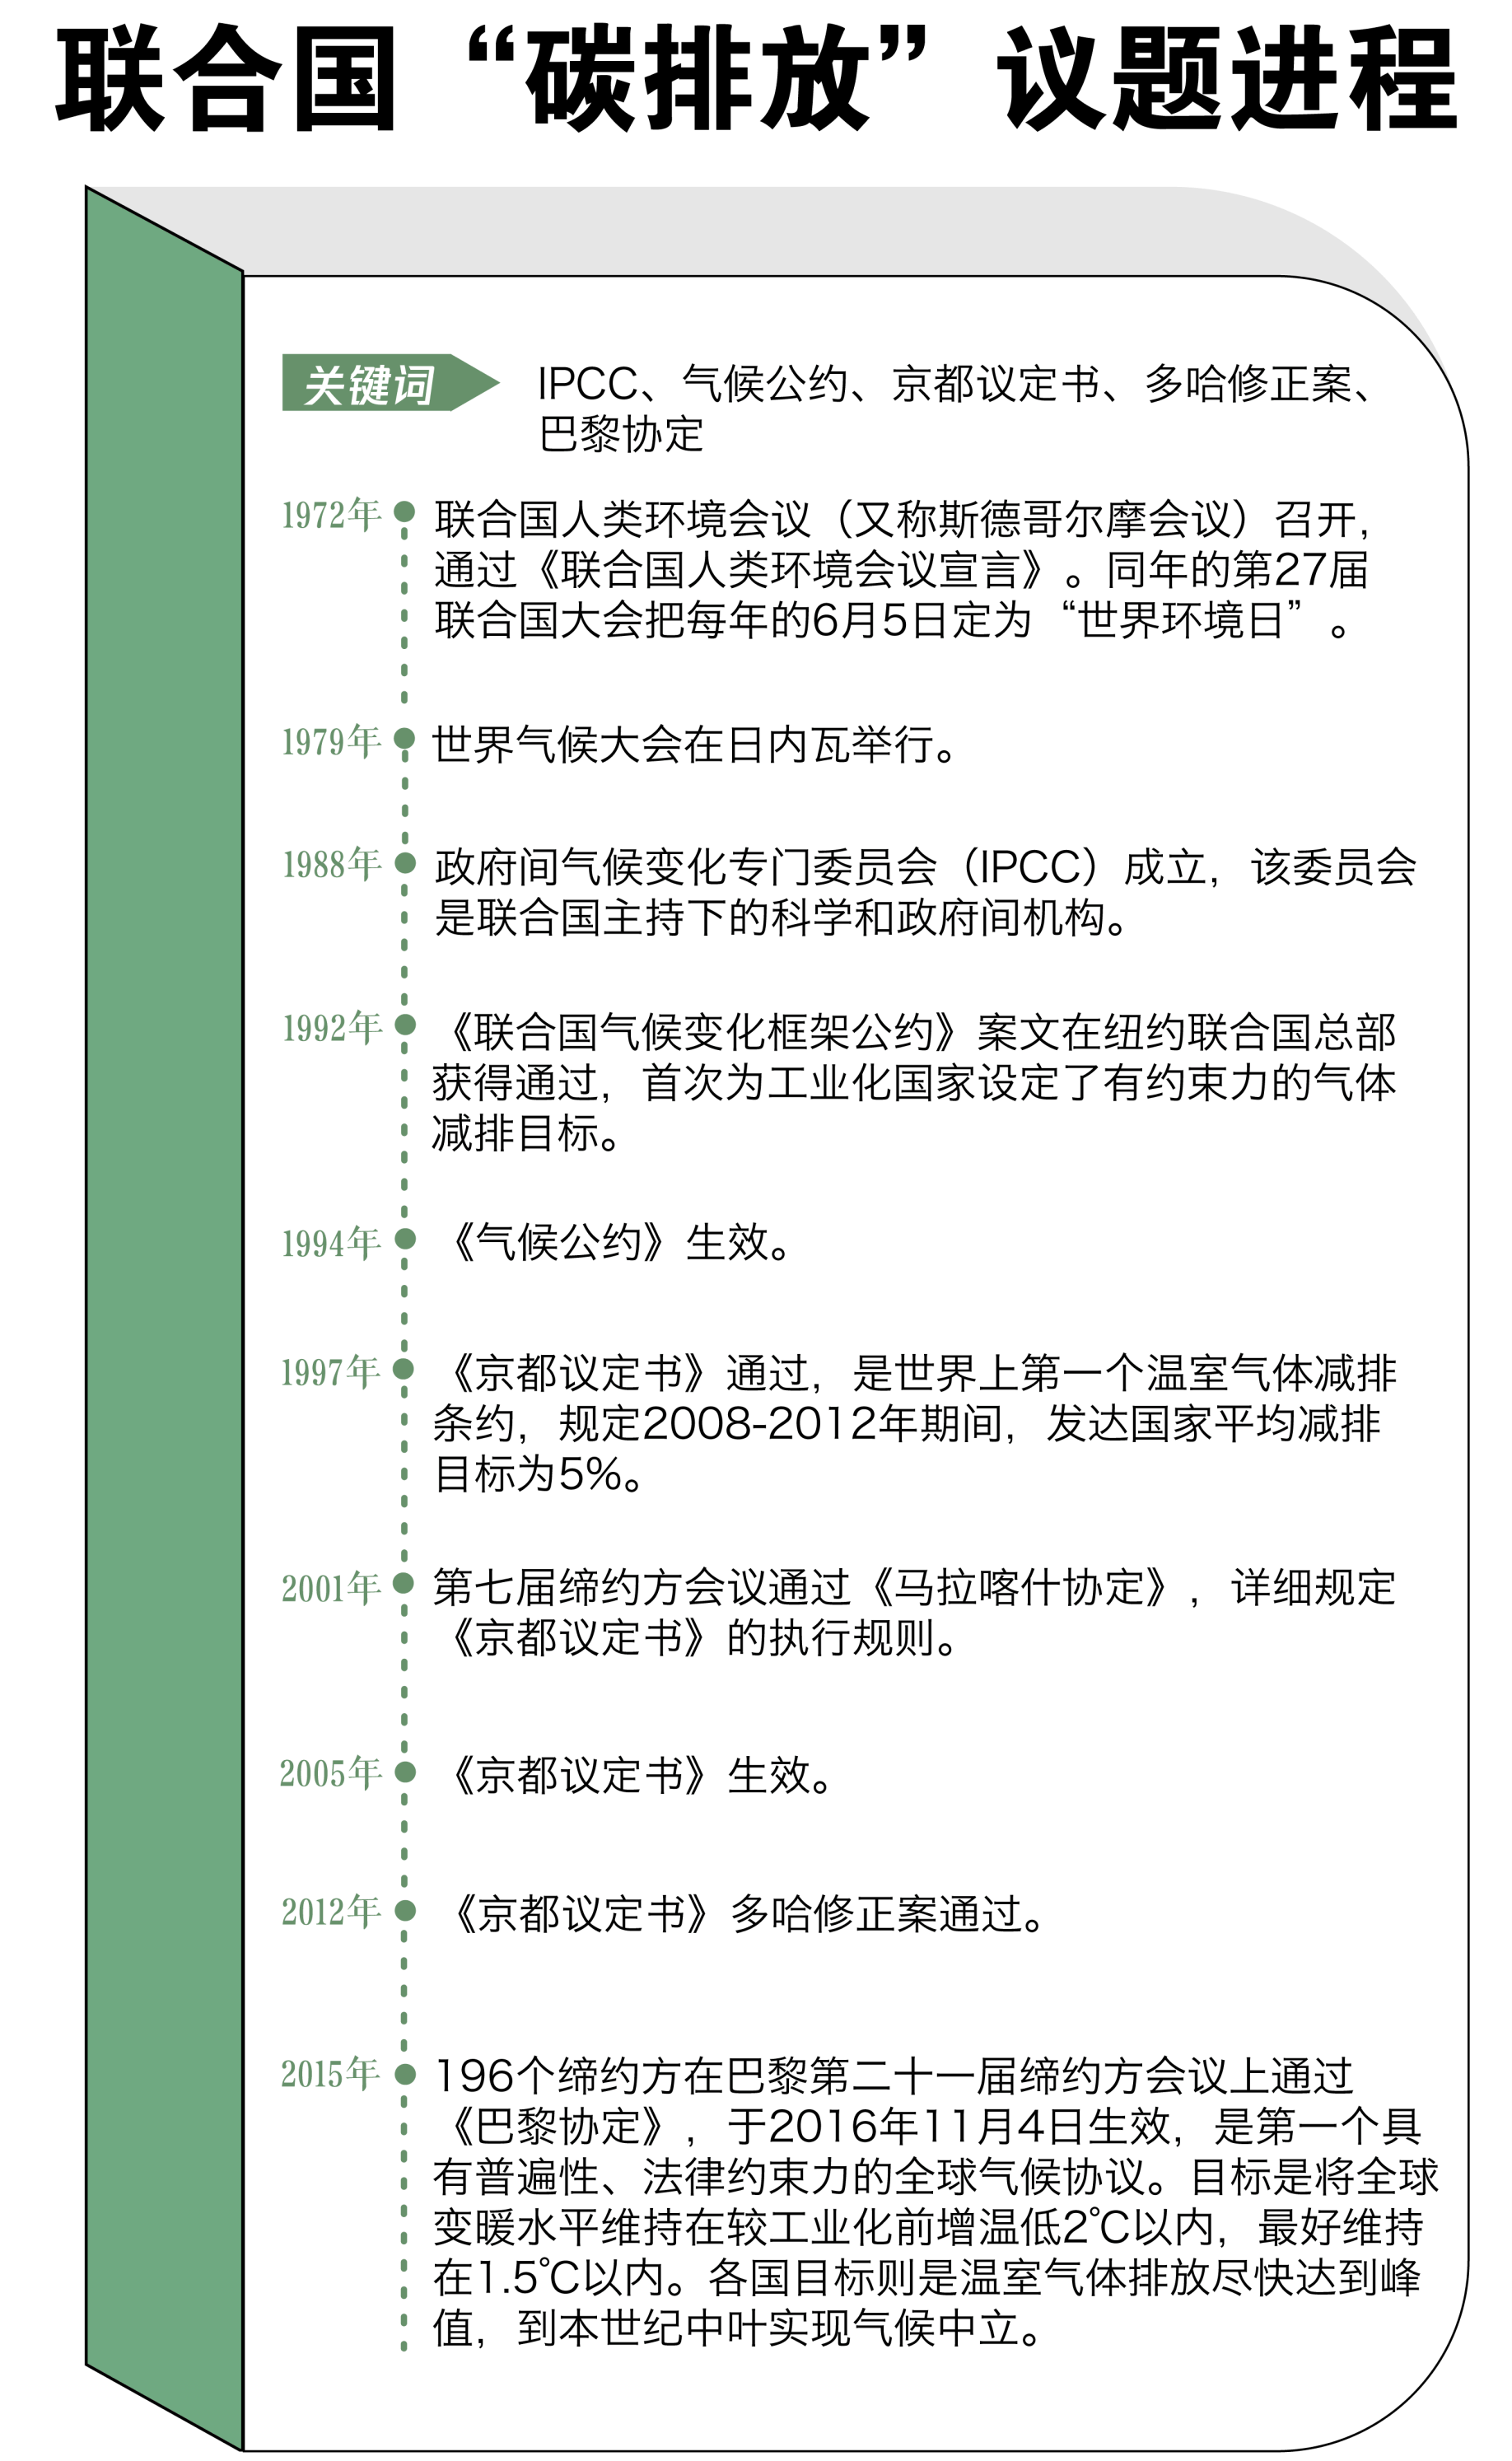 联合国“碳排放”议题进程
关键词
IPCC、气候公约、京都议定书、多哈修正案、
巴黎协定
1972年
联合国人类环境会议（又称斯德哥尔摩会议）召开，
通过《联合国人类环境会议宣言》。同年的第27届
联合国大会把每年的6月5日定为“世界环境日”。
1979年
世界气候大会在日内瓦举行。
1988年
政府间气候变化专门委员会（IPCC）成立，该委员会
是联合国主持下的科学和政府间机构。
1992年
《联合国气候变化框架公约》案文在纽约联合国总部
获得通过，首次为工业化国家设定了有约束力的气体
减排目标。
1994年
《气候公约》生效。
1997年
《京都议定书》通过，是世界上第一个温室气体减排
条约，规定2008-2012年期间，发达国家平均减排
目标为5%。
2001年
第七届缔约方会议通过《马拉喀什协定》，详细规定
《京都议定书》的执行规则。
2005年
《京都议定书》生效。
2012年
《京都议定书》多哈修正案通过。
2015年
196个缔约方在巴黎第二十一届缔约方会议上通过
《巴黎协定》，于2016年11月4日生效，是第一个具
有普遍性、法律约束力的全球气候协议。目标是将全球
变暖水平维持在较工业化前增温低2℃以内，最好维持
在1.5℃以内。各国目标则是温室气体排放尽快达到峰
值，到本世纪中叶实现气候中立。